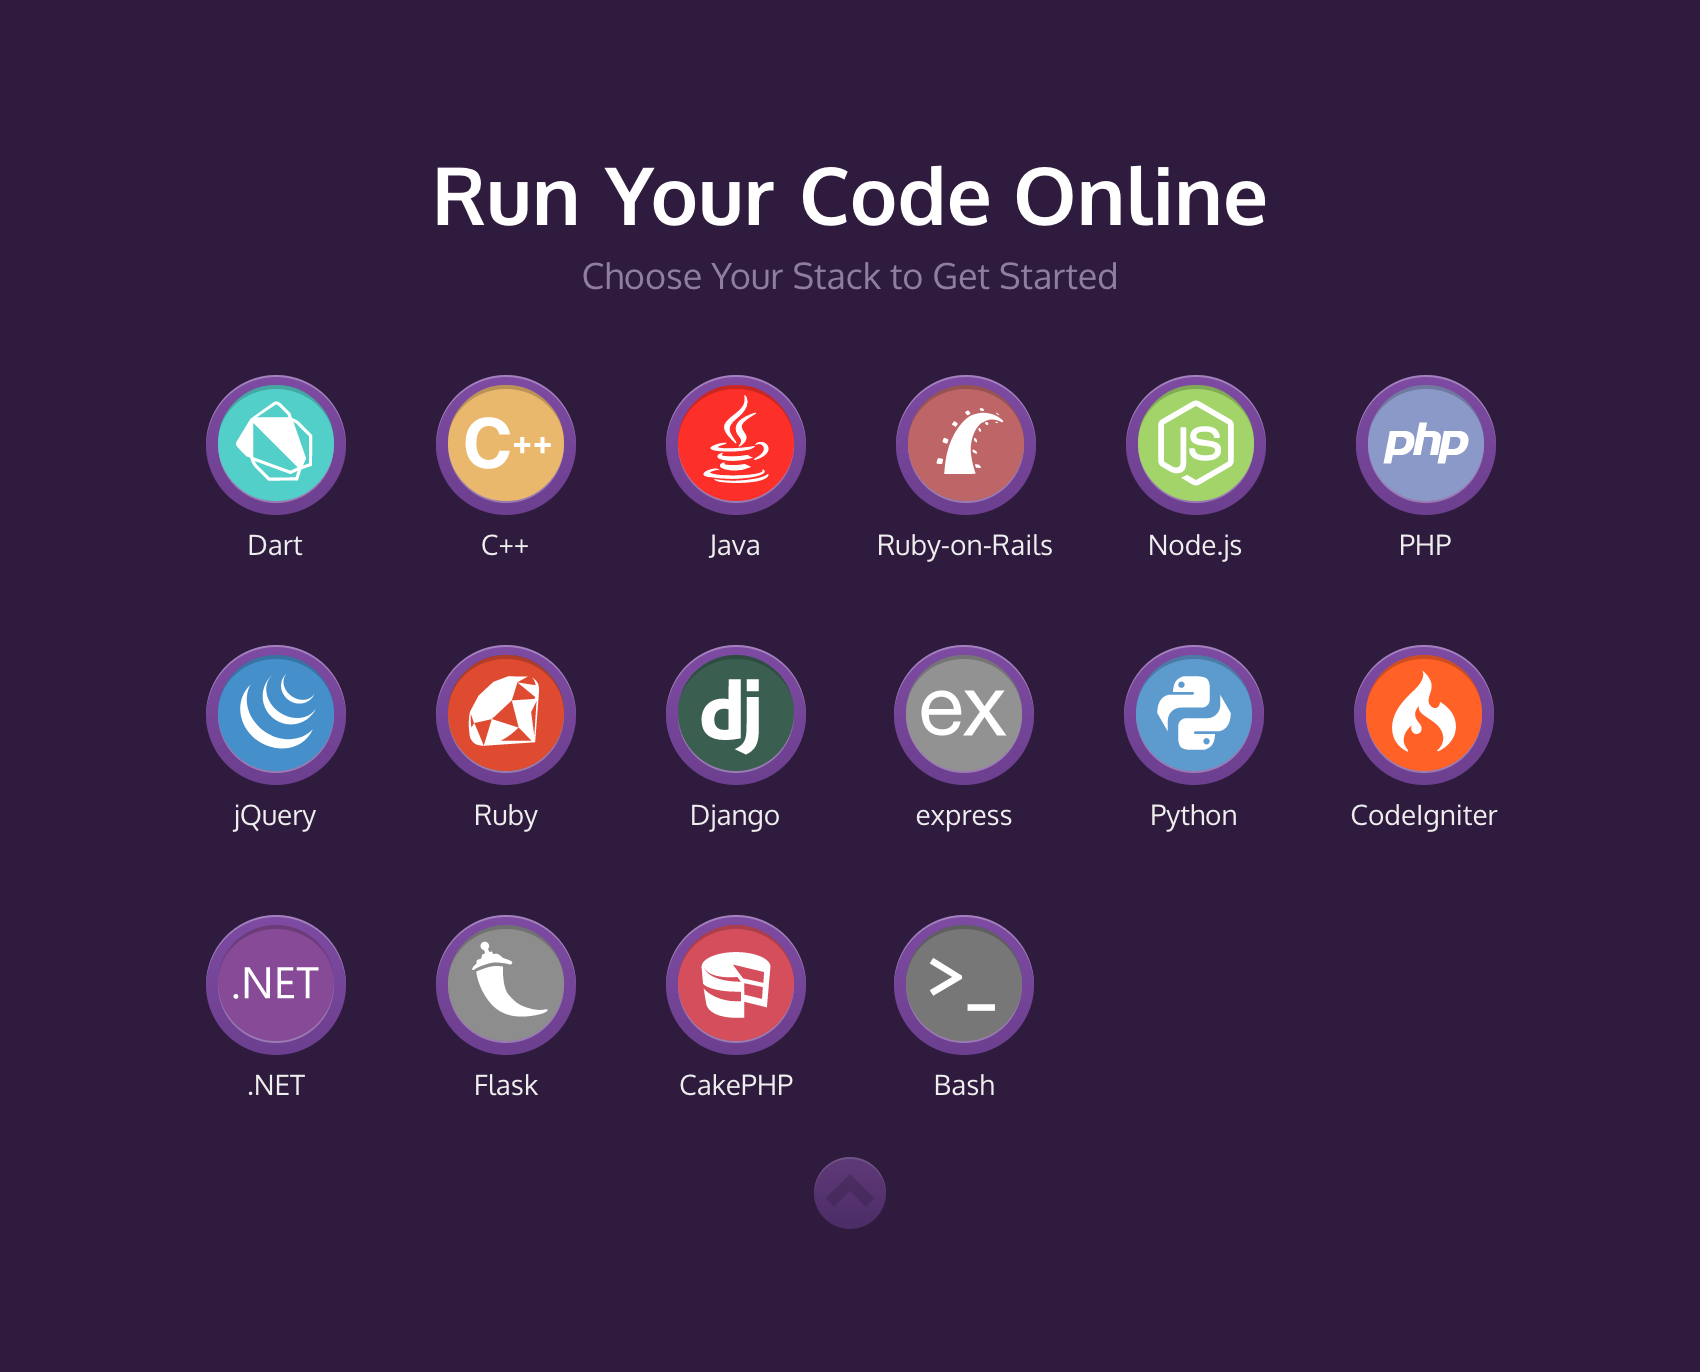 Run Your Code Online
Choose Your Stack to Get Started
C++
JS
php
Dart
C++
Java
Ruby-on-Rails
Node.js
PHP
dj
ex
jQuery
Ruby
Django
express
Python
CodeIgniter
.NET
>_
.NET
Flask
CakePHP
Bash